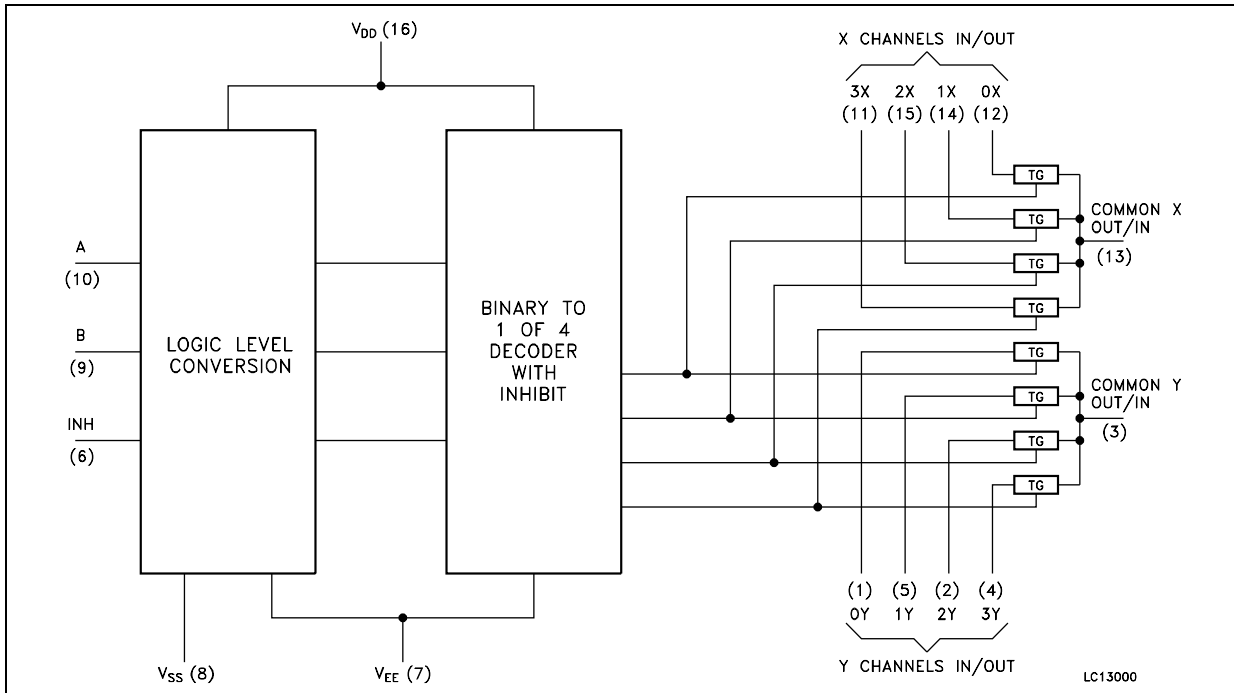 V_DD (16)
X CHANNELS IN/OUT
3X 2X 1X 0X
(11) (15) (14) (12)
TG
TG
TG
TG
COMMON X
OUT/IN
(13)
A
(10)
B
(9)
INH
(6)
LOGIC LEVEL
CONVERSION
BINARY TO
1 OF 4
DECODER
WITH
INHIBIT
TG
TG
TG
TG
COMMON Y
OUT/IN
(3)
(1) (5) (2) (4)
0Y 1Y 2Y 3Y
Y CHANNELS IN/OUT
V_SS (8)
V_EE (7)
LC13000